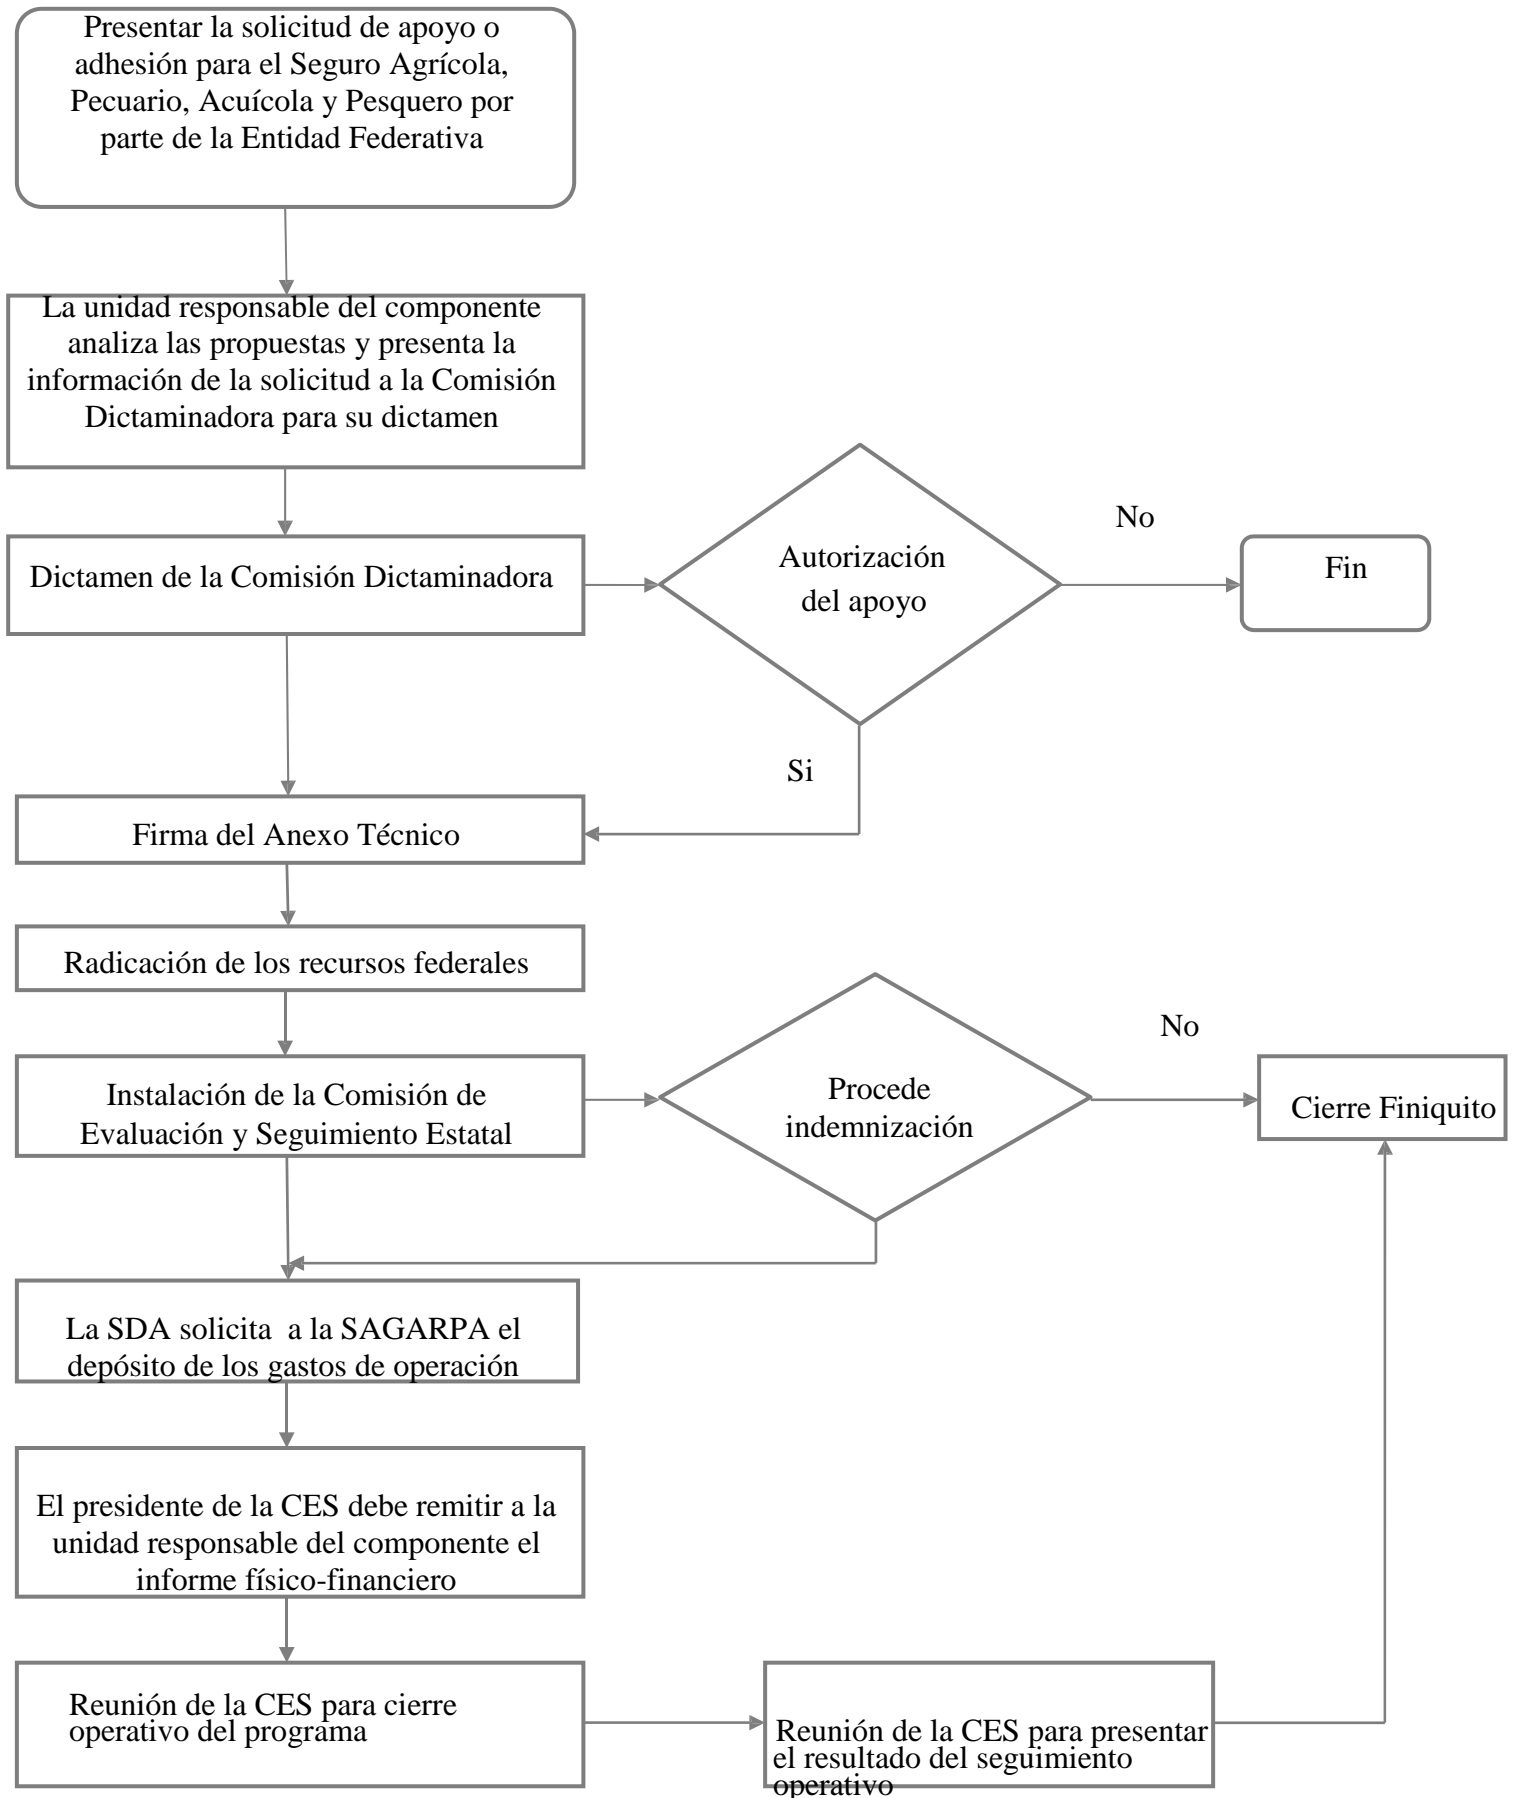 Presentar la solicitud de apoyo o
adhesión para el Seguro Agrícola,
Pecuario, Acuícola y Pesquero por
parte de la Entidad Federativa
La unidad responsable del componente
analiza las propuestas y presenta la
información de la solicitud a la Comisión
Dictaminadora para su dictamen
Dictamen de la Comisión Dictaminadora
Autorización
del apoyo
No
Fin
Si
Firma del Anexo Técnico
Radicación de los recursos federales
Instalación de la Comisión de
Evaluación y Seguimiento Estatal
Procede
indemnización
No
Cierre Finiquito
La SDA solicita  a la SAGARPA el
depósito de los gastos de operación
El presidente de la CES debe remitir a la
unidad responsable del componente el
informe físico-financiero
Reunión de la CES para cierre
operativo del programa
Reunión de la CES para presentar
el resultado del seguimiento
operativo